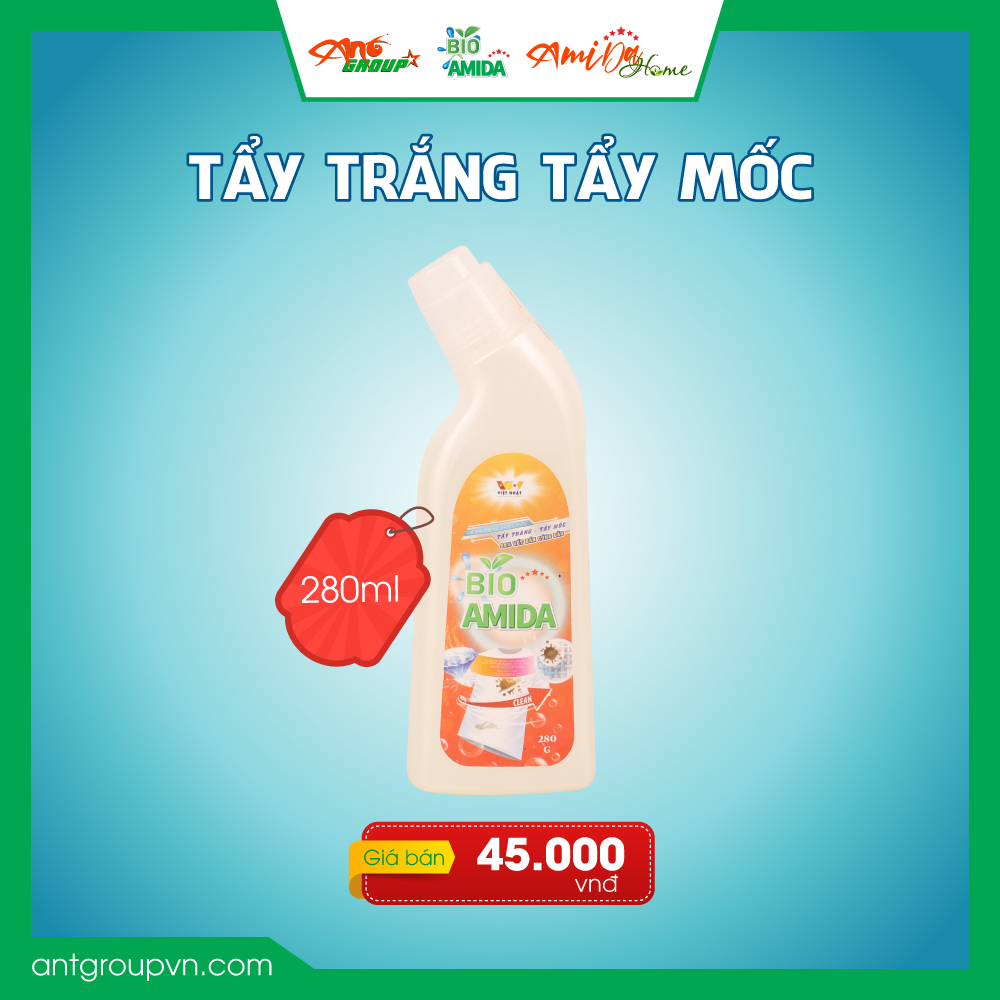 Ant GROUP
BIO AMIDA
AmiDa Home
TẨY TRẮNG TẨY MỐC
VIỆT NHẬT
TẨY TRẮNG - TẨY MỐC
BIO
AMIDA
CLEAN
280
G
280ml
Giá bán
45.000
vnđ
antgroupvn.com